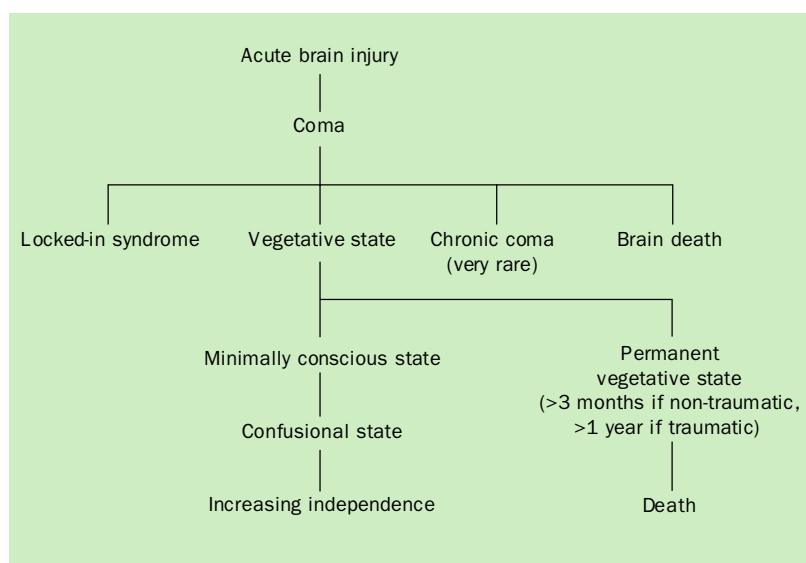 Acute brain injury
Coma
Locked-in syndrome
Vegetative state
Chronic coma
(very rare)
Brain death
Minimally conscious state
Permanent
vegetative state
(>3 months if non-traumatic,
>1 year if traumatic)
Confusional state
Increasing independence
Death